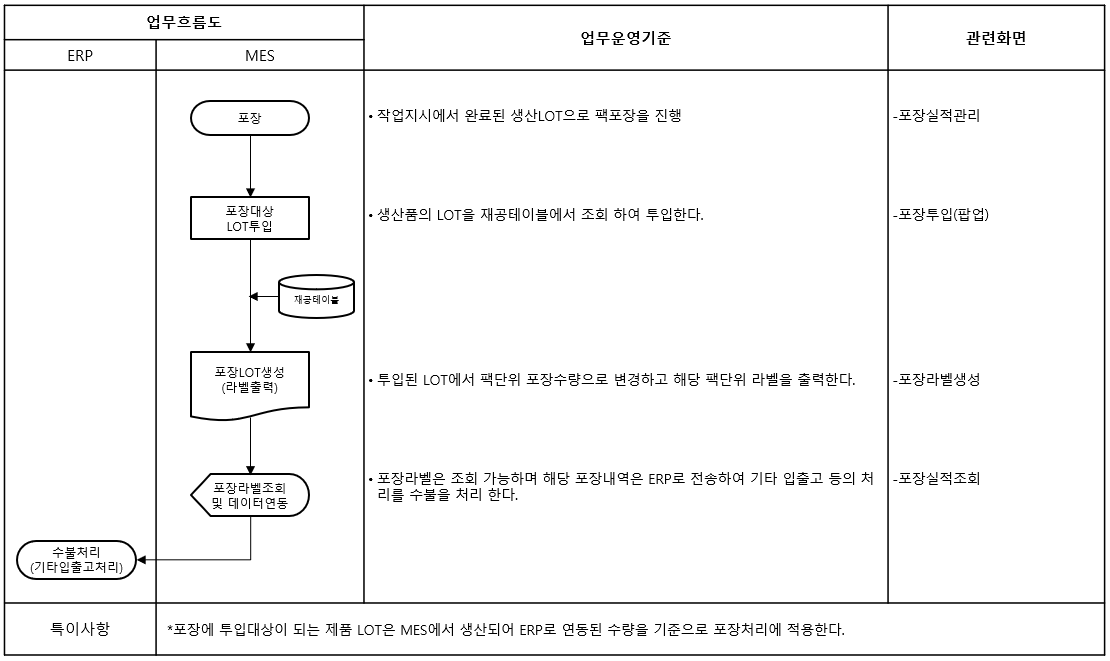 업무흐름도
업무운영기준
관련화면
ERP
MES
포장
• 작업지시에서 완료된 생산LOT으로 팩포장을 진행
-포장실적관리
포장대상
LOT투입
• 생산품의 LOT을 재공테이블에서 조회 하여 투입한다.
-포장투입(팝업)
재공테이블
포장LOT생성
(라벨출력)
• 투입된 LOT에서 팩단위 포장수량으로 변경하고 해당 팩단위 라벨을 출력한다.
-포장라벨생성
포장라벨조회
및 데이터연동
• 포장라벨은 조회 가능하며 해당 포장내역은 ERP로 전송하여 기타 입출고 등의 처
리를 수불을 처리 한다.
-포장실적조회
수불처리
(기타입출고처리)
특이사항
*포장에 투입대상이 되는 제품 LOT은 MES에서 생산되어 ERP로 연동된 수량을 기준으로 포장처리에 적용한다.